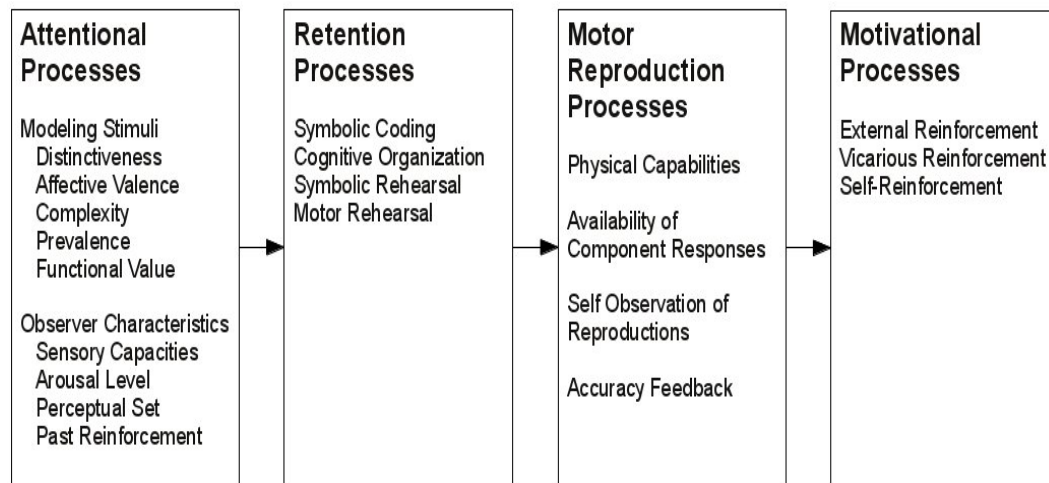 Attentional
Processes
Modeling Stimuli
Distinctiveness
Affective Valence
Complexity
Prevalence
Functional Value
Observer Characteristics
Sensory Capacities
Arousal Level
Perceptual Set
Past Reinforcement
Retention
Processes
Symbolic Coding
Cognitive Organization
Symbolic Rehearsal
Motor Rehearsal
Motor
Reproduction
Processes
Physical Capabilities
Availability of
Component Responses
Self Observation of
Reproductions
Accuracy Feedback
Motivational
Processes
External Reinforcement
Vicarious Reinforcement
Self-Reinforcement